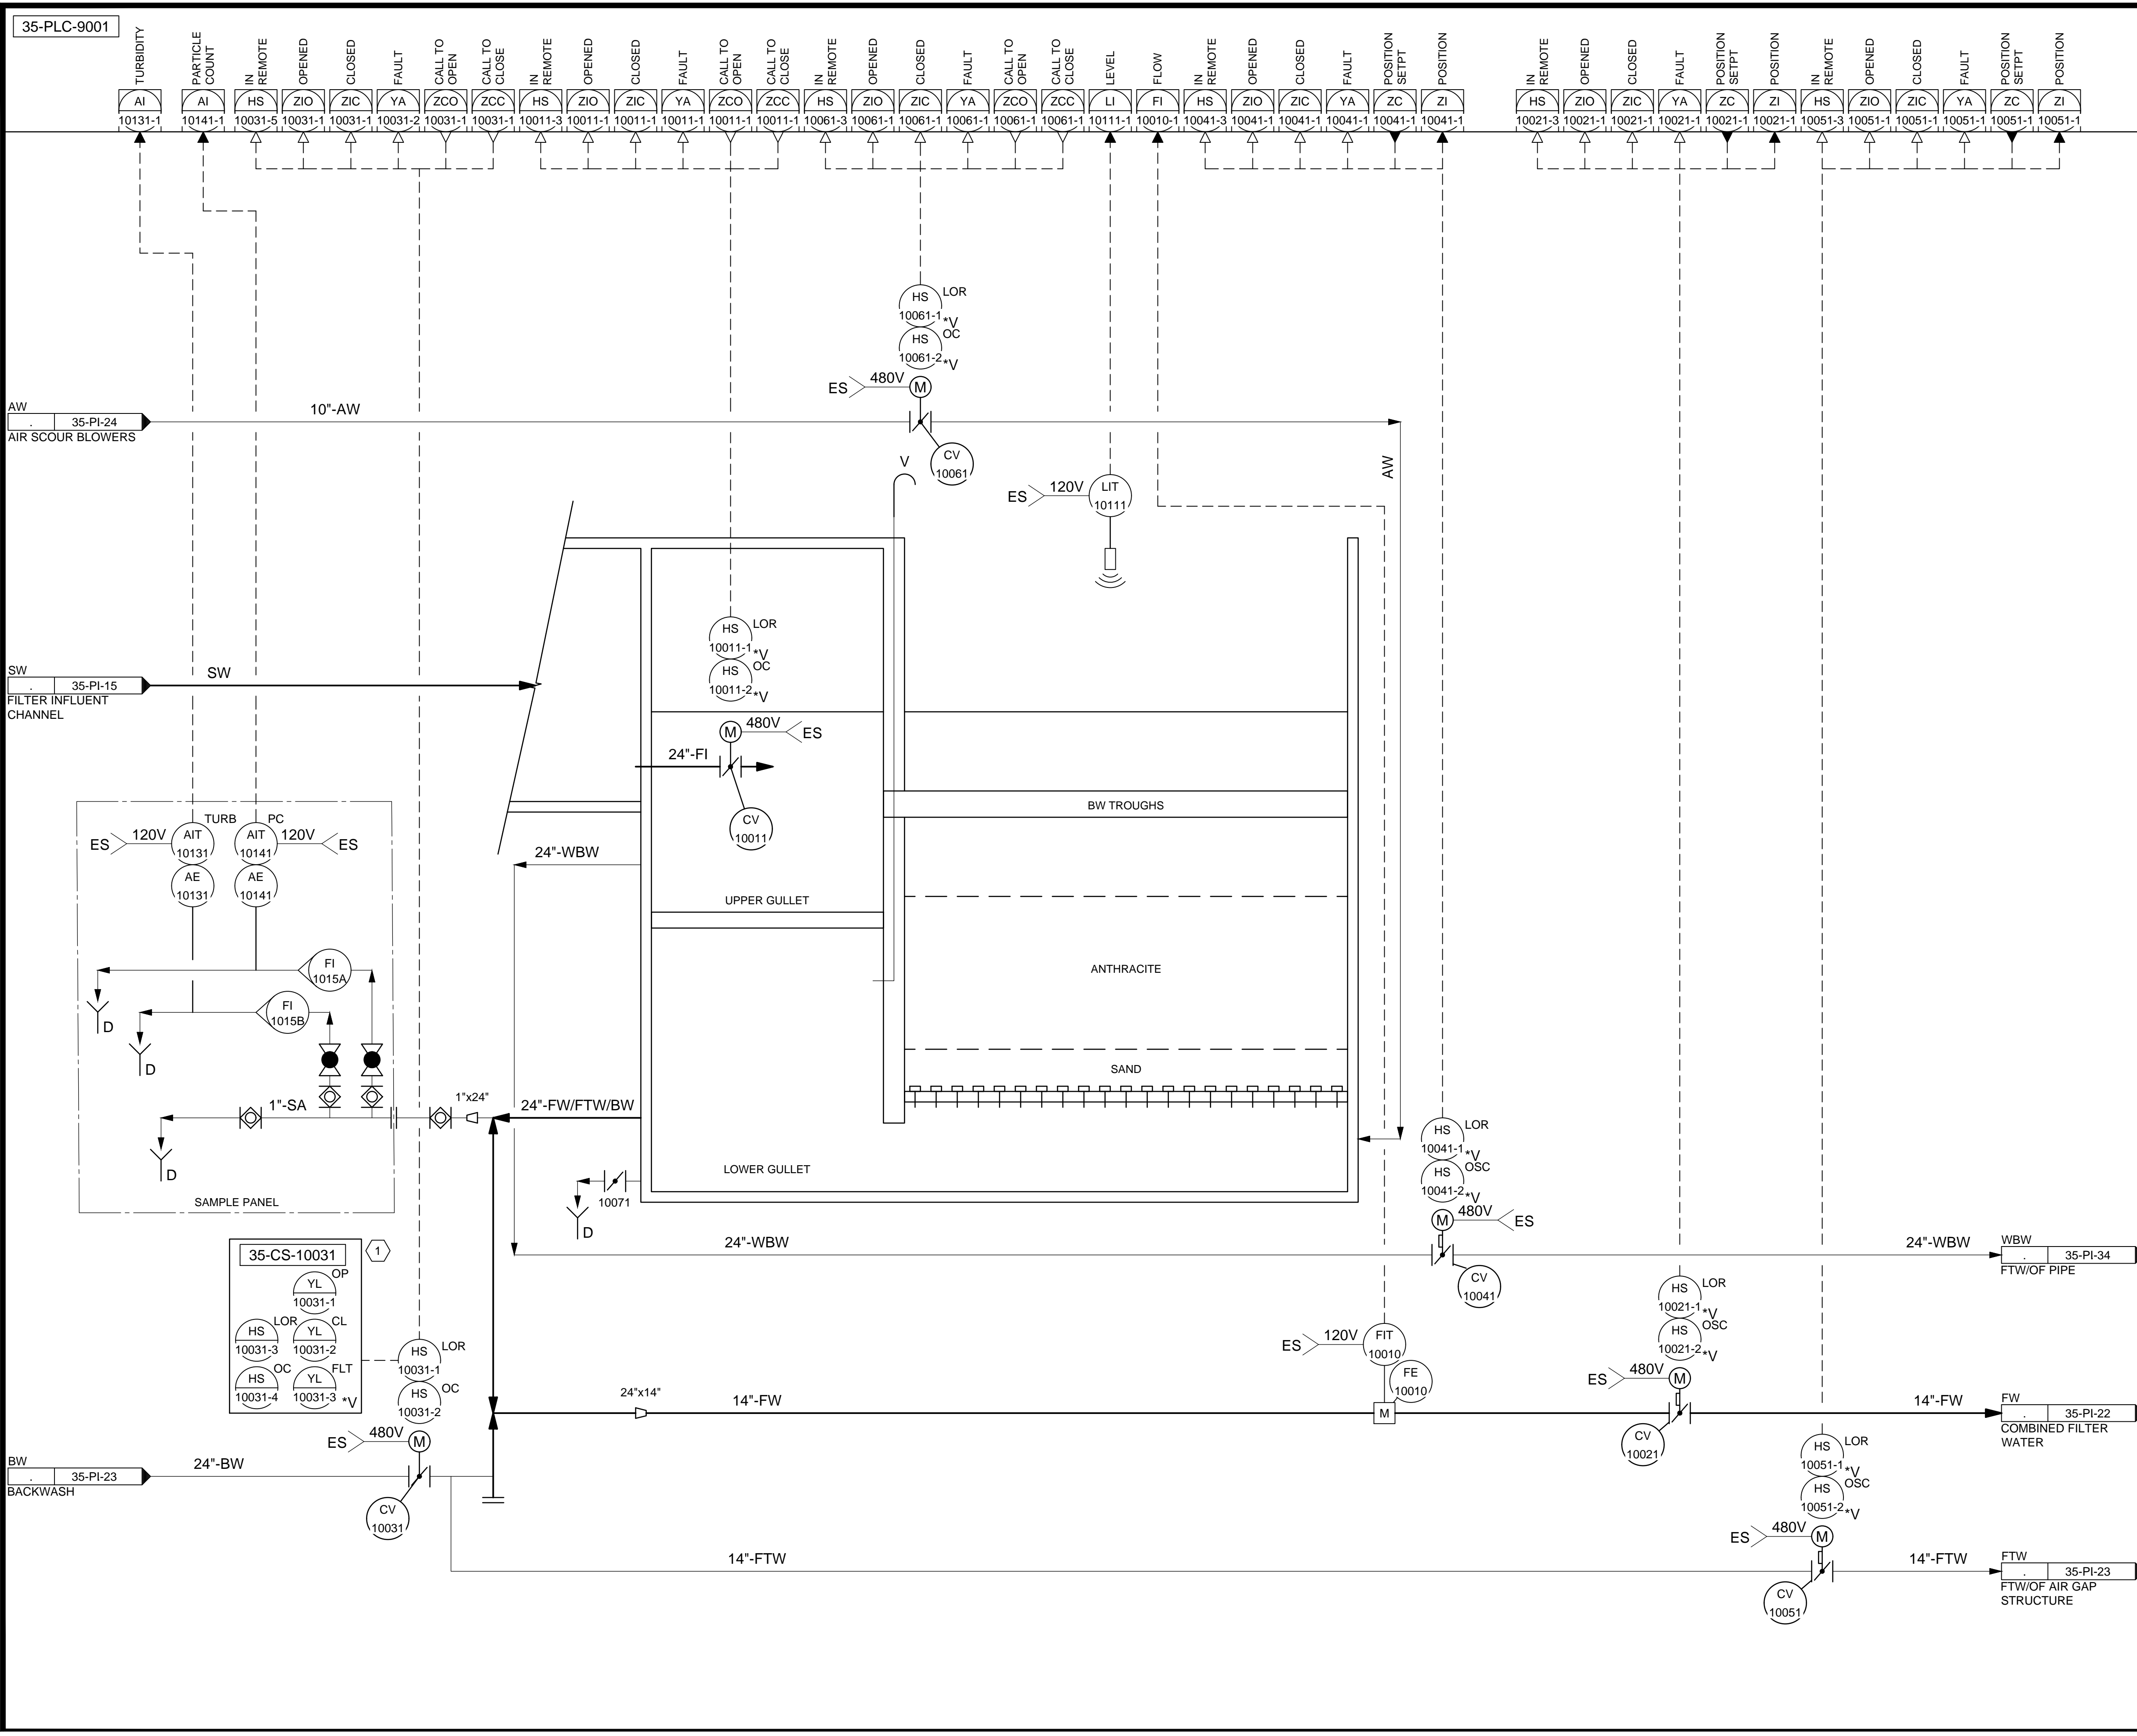 35-PLC-9001
TURBIDITY
PARTICLE
COUNT
IN
REMOTE
OPENED
CLOSED
FAULT
CALL TO
OPEN
CALL TO
CLOSE
IN
REMOTE
OPENED
CLOSED
FAULT
CALL TO
OPEN
CALL TO
CLOSE
IN
REMOTE
OPENED
CLOSED
FAULT
CALL TO
OPEN
CALL TO
CLOSE
LEVEL
FLOW
IN
REMOTE
OPENED
CLOSED
FAULT
POSITION
SETPT
POSITION
IN
REMOTE
OPENED
CLOSED
FAULT
POSITION
SETPT
POSITION
IN
REMOTE
OPENED
CLOSED
FAULT
POSITION
SETPT
POSITION
AI AI HS ZIO ZIC YA ZCO ZCC HS ZIO ZIC YA ZCO ZCC HS ZIO ZIC YA ZCO ZCC LI FI HS ZIO ZIC YA ZC ZI HS ZIO ZIC YA ZC ZI HS ZIO ZIC YA ZC ZI
10131-1 10141-1 10031-5 10031-1 10031-1 10031-2 10031-1 10031-1 10011-3 10011-1 10011-1 10011-1 10011-1 10011-1 10061-3 10061-1 10061-1 10061-1 10061-1 10061-1 10111-1 10010-1 10041-3 10041-1 10041-1 10041-1 10041-1 10041-1 10021-3 10021-1 10021-1 10021-1 10021-1 10021-1 10051-3 10051-1 10051-1 10051-1 10051-1 10051-1
HS LOR
10061-1 *V
HS OC
10061-2 *V
ES 480V M
AW
. 35-PI-24
AIR SCOUR BLOWERS
10"-AW
CV
10061
V
AW
ES 120V LIT
10111
HS LOR
10011-1 *V
HS OC
10011-2 *V
SW
. 35-PI-15
FILTER INFLUENT
CHANNEL
SW
M 480V ES
24"-FI
CV
10011
BW TROUGHS
24"-WBW
UPPER GULLET
ANTHRACITE
SAND
LOWER GULLET
TURB PC
ES 120V AIT
10131
AIT 120V ES
10141
AE
10131
AE
10141
FI
1015A
FI
1015B
D
D
1"-SA
1"x24"
24"-FW/FTW/BW
D
SAMPLE PANEL
10071
D
HS LOR
10041-1 *V
HS OSC
10041-2 *V
M 480V ES
24"-WBW
24"-WBW
WBW
. 35-PI-34
FTW/OF PIPE
CV
10041
35-CS-10031 1
YL OP
10031-1
HS LOR YL CL
10031-3 10031-2
HS OC YL FLT
10031-4 10031-3 *V
HS LOR
10031-1
HS OC
10031-2
ES 480V M
ES 120V FIT
10010
FE
10010
M
24"x14"
14"-FW
HS LOR
10021-1 *V
HS OSC
10021-2 *V
ES 480V M
CV
10021
14"-FW
FW
. 35-PI-22
COMBINED FILTER
WATER
BW
. 35-PI-23
BACKWASH
24"-BW
CV
10031
HS LOR
10051-1 *V
HS OSC
10051-2 *V
ES 480V M
14"-FTW
CV
10051
14"-FTW
FTW
. 35-PI-23
FTW/OF AIR GAP
STRUCTURE